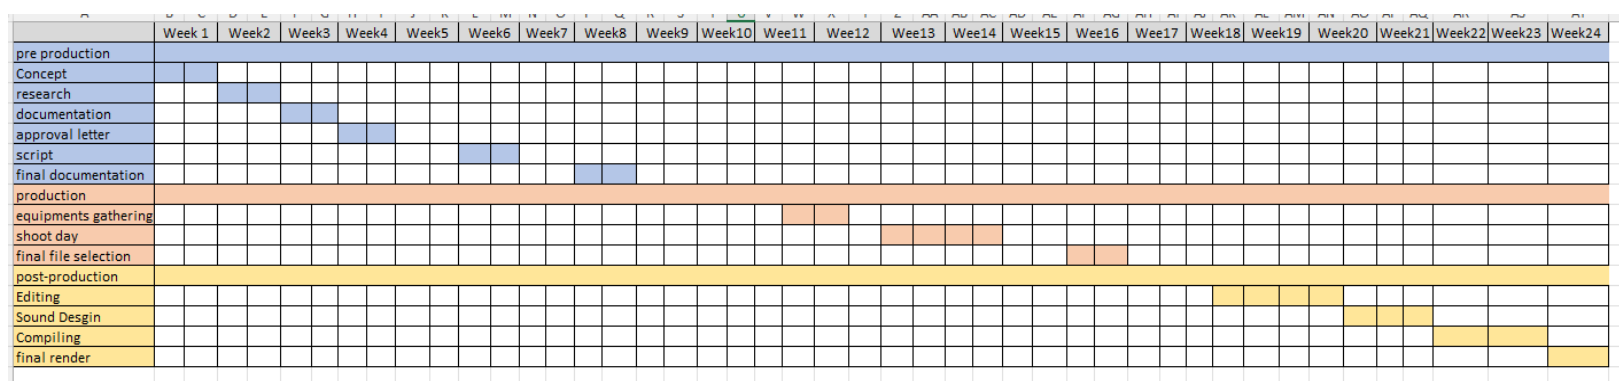 Week 1 Week2 Week3 Week4 Week5 Week6 Week7 Week8 Week9 Week10 Wee11 Wee12 Wee13 Wee14 Week15 Wee16 Wee17 Week18 Week19 Week20 Week21 Week22 Week23 Week24
pre production
Concept
research
documentation
approval letter
script
final documentation
production
equipments gathering
shoot day
final file selection
post-production
Editing
Sound Desgin
Compiling
final render